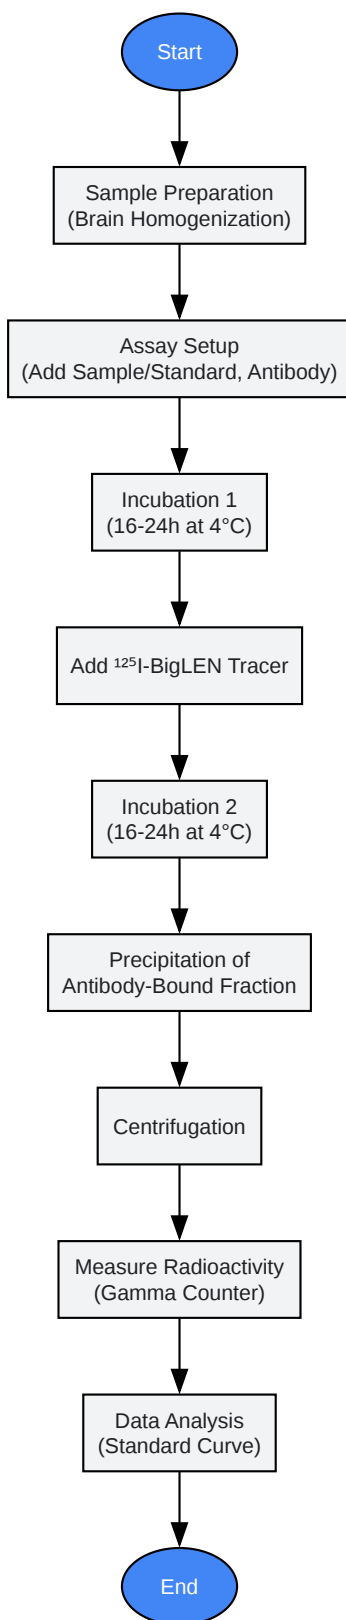 Start
Sample Preparation
(Brain Homogenization)
Assay Setup
(Add Sample/Standard, Antibody)
Incubation 1
(16-24h at 4°C)
Add ¹²⁵I-BigLEN Tracer
Incubation 2
(16-24h at 4°C)
Precipitation of
Antibody-Bound Fraction
Centrifugation
Measure Radioactivity
(Gamma Counter)
Data Analysis
(Standard Curve)
End